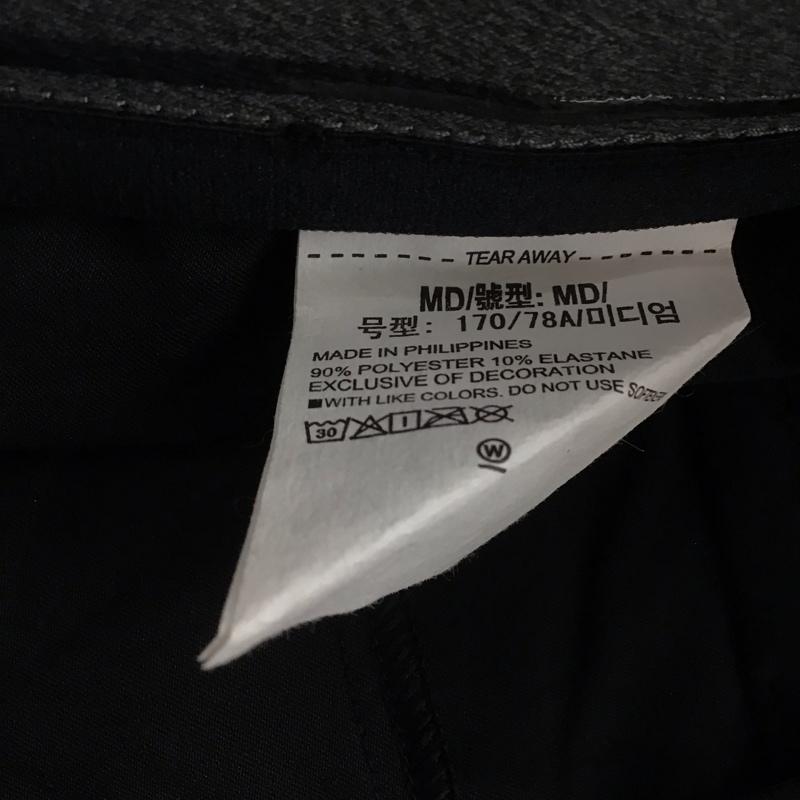 TEAR AWAY
MD/號型: MD/
号型: 170/78A/미디엄
MADE IN PHILIPPINES
90% POLYESTER 10% ELASTANE
EXCLUSIVE OF DECORATION
■WITH LIKE COLORS. DO NOT USE SOFTENER
30
W